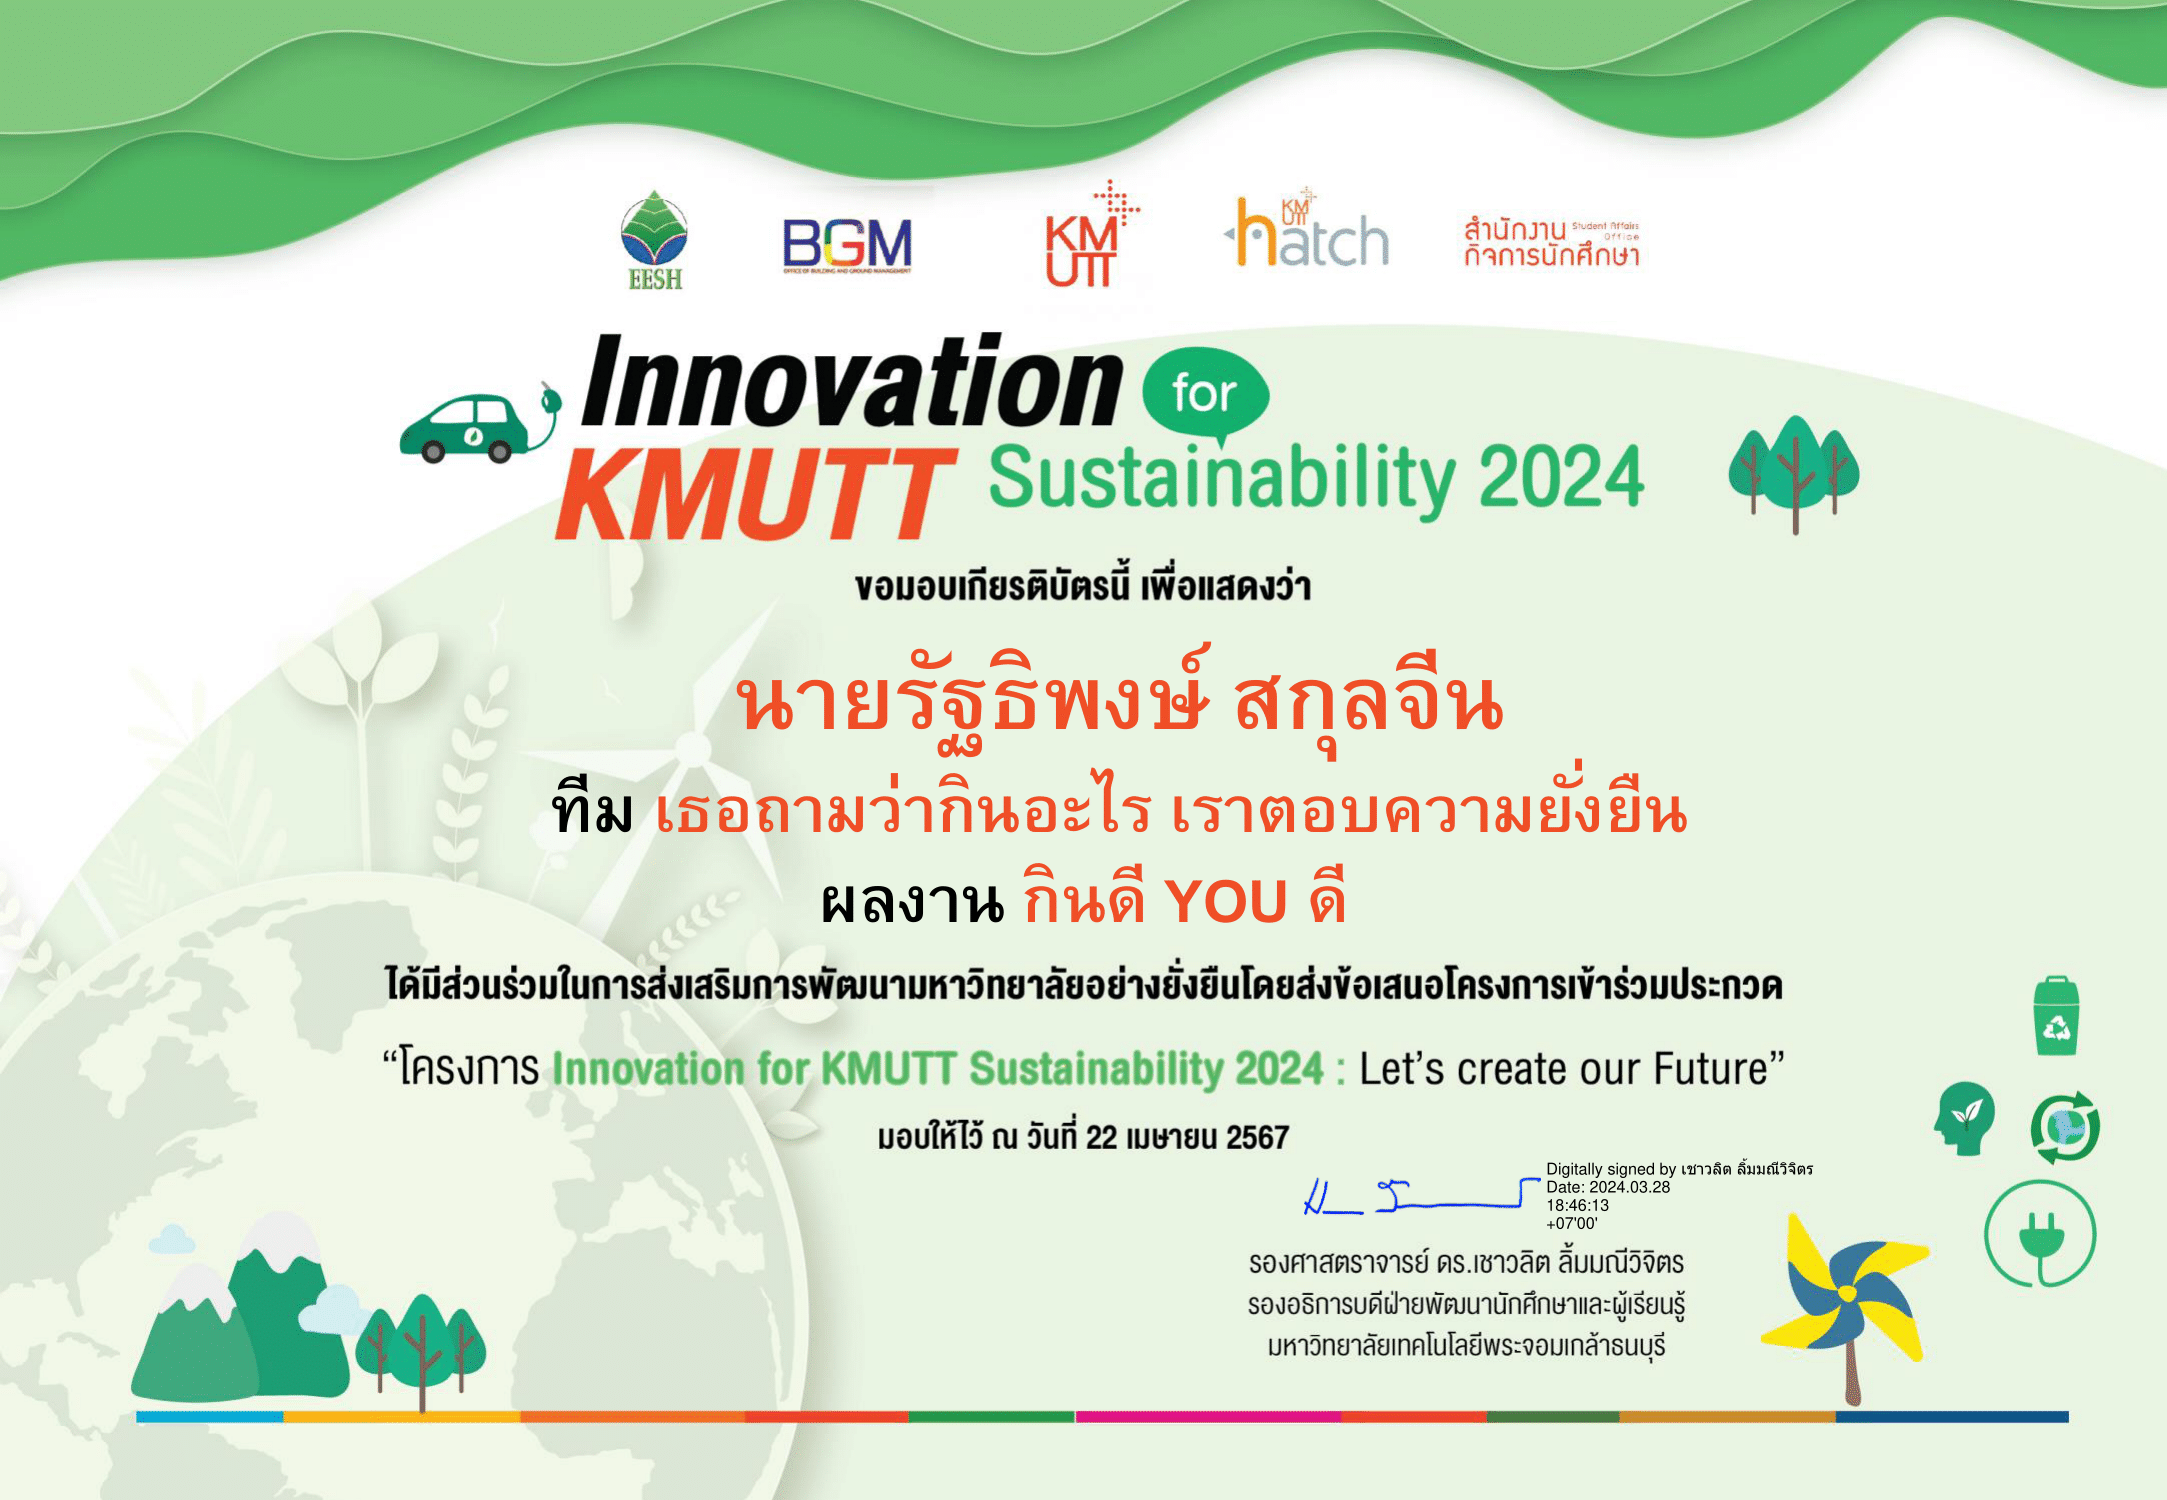 EESH
BGM
OFFICE OF BUILDING AND GROUND MANAGEMENT
KM
UTT
KM
UTT
hatch
สำนักงาน Student Affairs
Office
กิจการนักศึกษา
Innovation for
KMUTT Sustainability 2024
ขอมอบเกียรติบัตรนี้ เพื่อแสดงว่า
นายรัฐธิพงษ์ สกุลจีน
ทีม เธอถามว่ากินอะไร เราตอบความยั่งยืน
ผลงาน กินดี YOU ดี
ได้มีส่วนร่วมในการส่งเสริมการพัฒนามหาวิทยาลัยอย่างยั่งยืนโดยส่งข้อเสนอโครงการเข้าร่วมประกวด
“โครงการ Innovation for KMUTT Sustainability 2024 : Let’s create our Future”
มอบให้ไว้ ณ วันที่ 22 เมษายน 2567
Digitally signed by เชาวลิต ลิ้มมณีวิจิตร
Date: 2024.03.28
18:46:13
+07'00'
รองศาสตราจารย์ ดร.เชาวลิต ลิ้มมณีวิจิตร
รองอธิการบดีฝ่ายพัฒนานักศึกษาและผู้เรียนรู้
มหาวิทยาลัยเทคโนโลยีพระจอมเกล้าธนบุรี